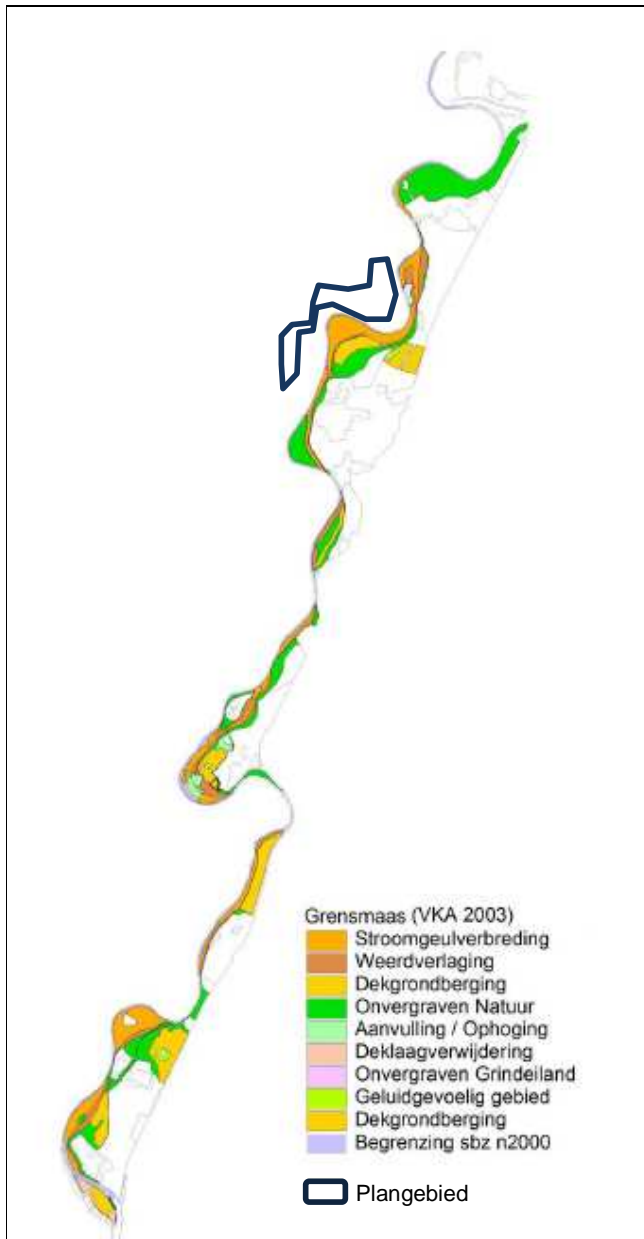 Grensmaas (VKA 2003)
Stroomgeulverbreding
Weerdverlaging
Dekgrondberging
Onvergraven Natuur
Aanvulling / Ophoging
Deklaagverwijdering
Onvergraven Grindeiland
Geluidgevoelig gebied
Dekgrondberging
Begrenzing sbz n2000
Plangebied